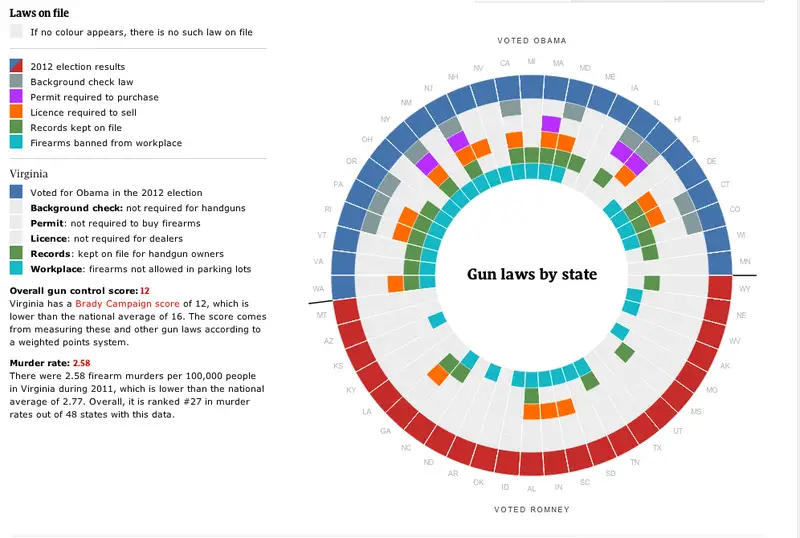 Laws on file
If no colour appears, there is no such law on file
2012 election results
Background check law
Permit required to purchase
Licence required to sell
Records kept on file
Firearms banned from workplace
Virginia
Voted for Obama in the 2012 election
Background check: not required for handguns
Permit: not required to buy firearms
Licence: not required for dealers
Records: kept on file for handgun owners
Workplace: firearms not allowed in parking lots
Overall gun control score: 12
Virginia has a Brady Campaign score of 12, which is
lower than the national average of 16. The score comes
from measuring these and other gun laws according to
a weighted points system.
Murder rate: 2.58
There were 2.58 firearm murders per 100,000 people
in Virginia during 2011, which is lower than the national
average of 2.77. Overall, it is ranked #27 in murder
rates out of 48 states with this data.
VOTED OBAMA
WA
VA
VT
RI
PA
OR
OH
NY
NM
NJ
NH
NV
CA
MI
MA
MD
ME
IA
IL
HI
FL
DE
CT
CO
WI
MN
Gun laws by state
WY
NE
WV
AK
MO
MS
UT
TX
TN
SD
SC
IN
AL
ID
OK
AR
ND
NC
GA
LA
KY
KS
AZ
MT
VOTED ROMNEY